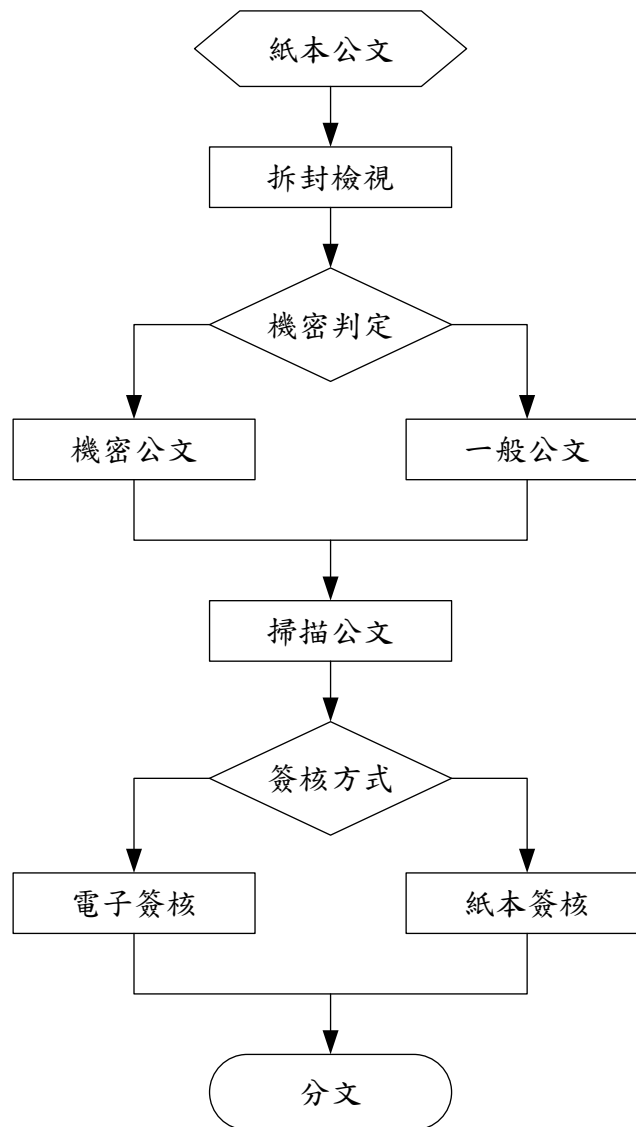 紙本公文
拆封檢視
機密判定
機密公文
一般公文
掃描公文
簽核方式
電子簽核
紙本簽核
分文